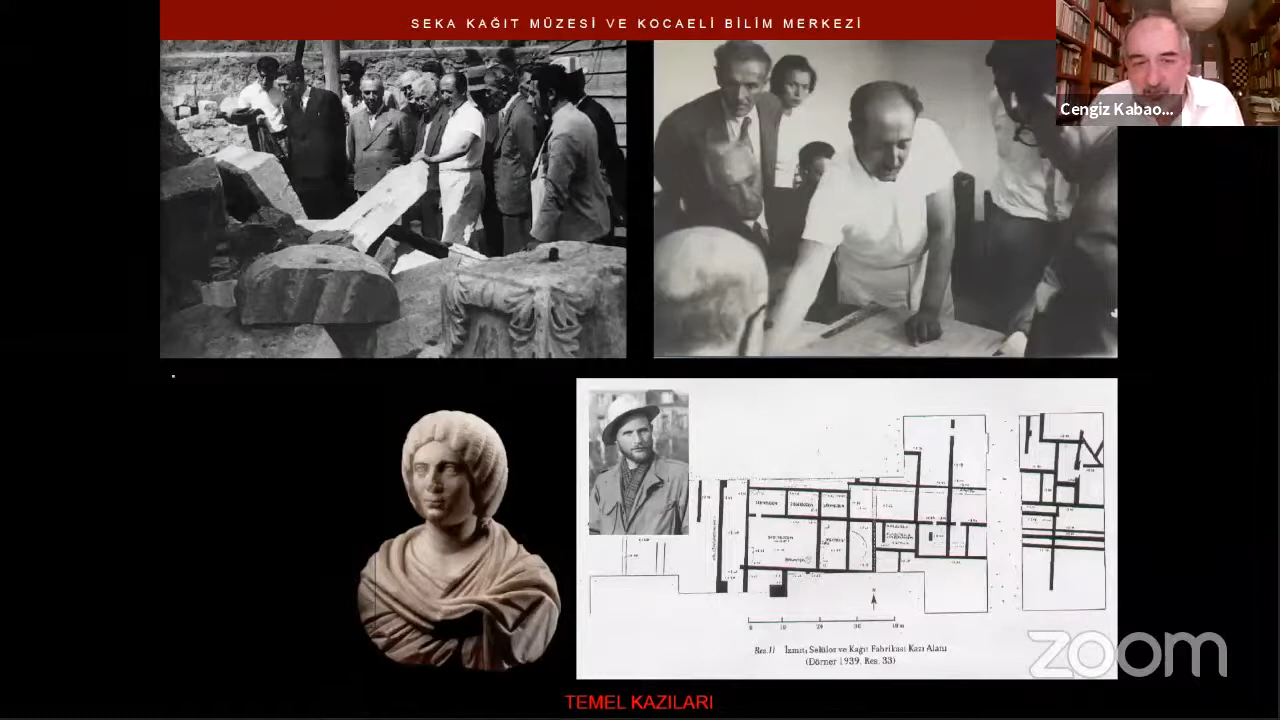 SEKA KAĞIT MÜZESİ VE KOCAELİ BİLİM MERKEZİ
Cengiz Kabao...
Res.11 İzmit, Selüloz ve Kağıt Fabrikası Kazı Alanı
(Dörner 1939, Res. 33)
zoom
TEMEL KAZILARI